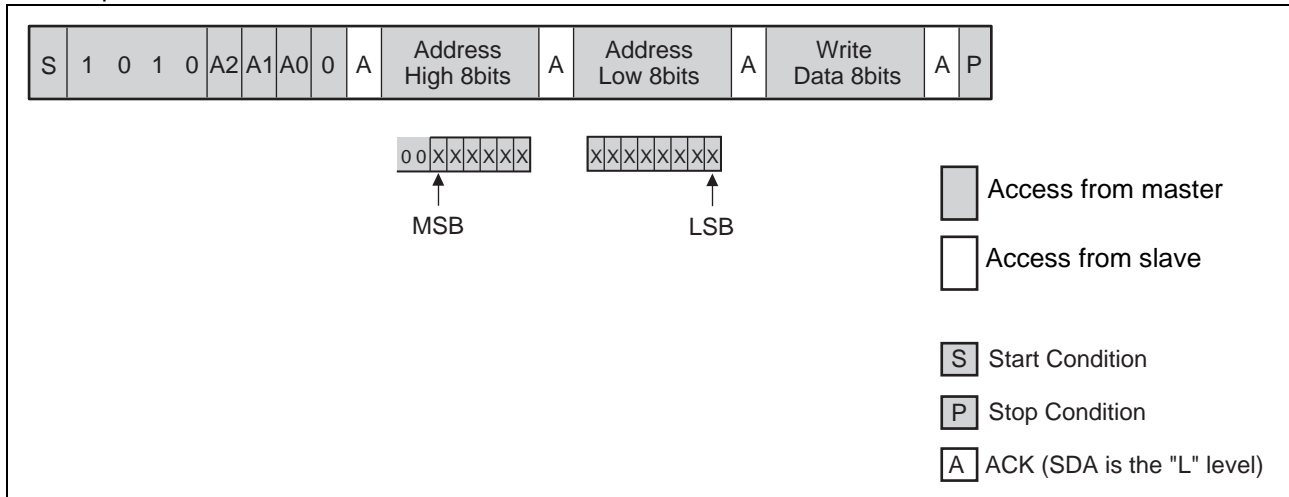 S 1 0 1 0 A2 A1 A0 0 A Address High 8bits A Address Low 8bits A Write Data 8bits A P
0 0 X X X X X X X X X X X X X X
MSB LSB
Access from master
Access from slave
S Start Condition
P Stop Condition
A ACK (SDA is the "L" level)